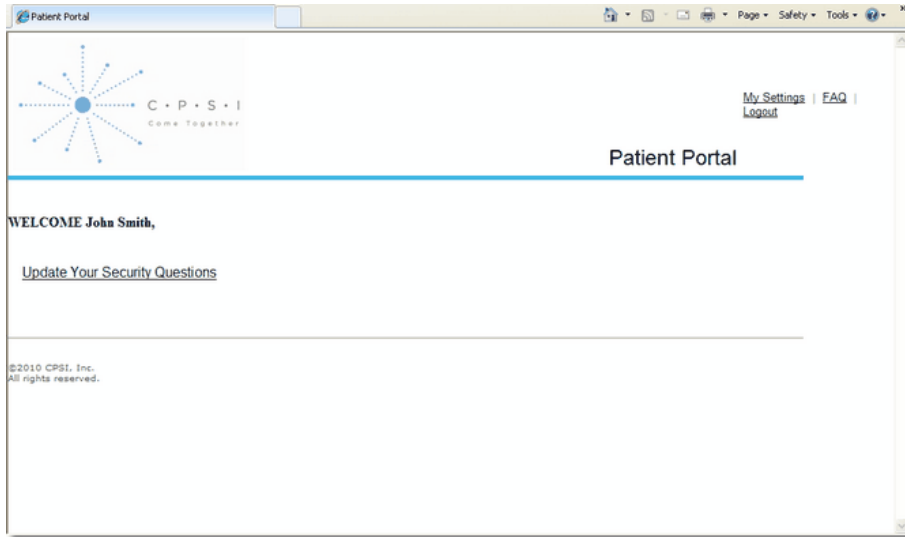 Patient Portal
Page Safety Tools
C·P·S·I
Come Together
My Settings | FAQ |
Logout
Patient Portal
WELCOME John Smith,
Update Your Security Questions
©2010 CPSI, Inc.
All rights reserved.